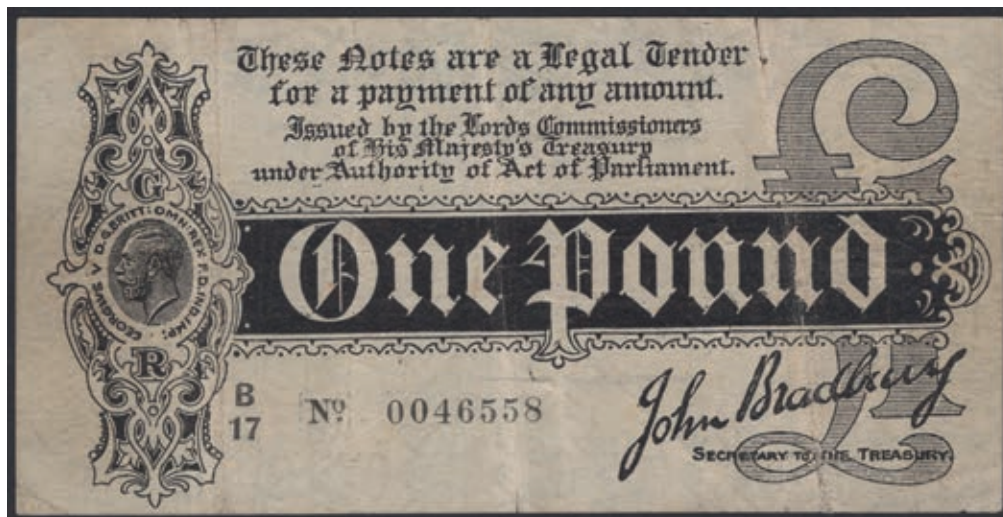 These Notes are a Legal Tender
for a payment of any amount.
Issued by the Lords Commissioners
of His Majesty's Treasury
under Authority of Act of Parliament.
£1
G
GEORGIUS V D.G.BRITT: OMN:REX F.D.IND:IMP:
One Pound
R
B
17
Nº 0046558
John Bradbury
SECRETARY TO THE TREASURY.